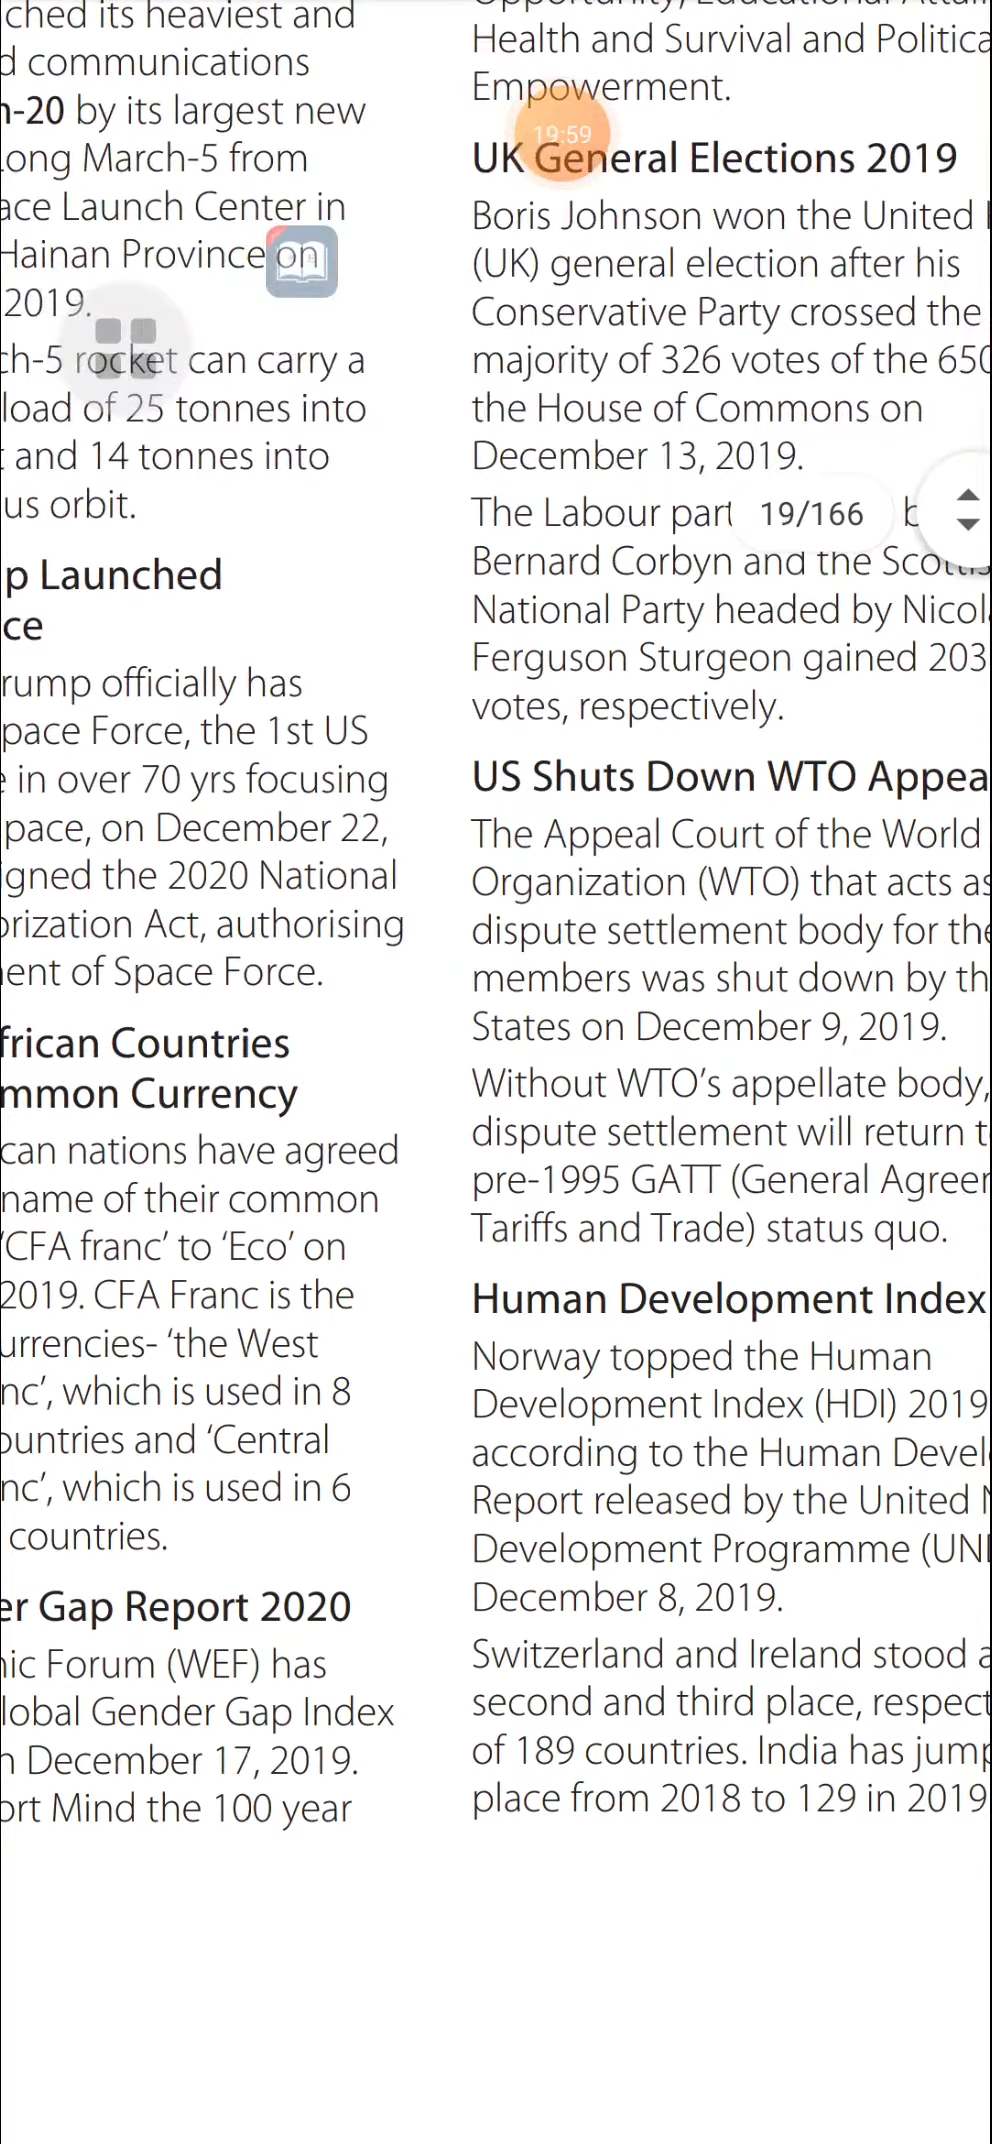 ched its heaviest and
d communications
n-20 by its largest new
ong March-5 from
ace Launch Center in
Hainan Province on
2019.
ch-5 rocket can carry a
load of 25 tonnes into
t and 14 tonnes into
us orbit.
p Launched
ce
rump officially has
pace Force, the 1st US
e in over 70 yrs focusing
pace, on December 22,
igned the 2020 National
orization Act, authorising
ent of Space Force.
frican Countries
mmon Currency
can nations have agreed
name of their common
'CFA franc' to 'Eco' on
2019. CFA Franc is the
urrencies- 'the West
nc', which is used in 8
ountries and 'Central
nc', which is used in 6
countries.
er Gap Report 2020
ic Forum (WEF) has
lobal Gender Gap Index
n December 17, 2019.
ort Mind the 100 year
Health and Survival and Politica
Empowerment.
19:59
UK General Elections 2019
Boris Johnson won the United
(UK) general election after his
Conservative Party crossed the
majority of 326 votes of the 650
the House of Commons on
December 13, 2019.
The Labour part b
19/166
Bernard Corbyn and the Scottis
National Party headed by Nicol
Ferguson Sturgeon gained 203
votes, respectively.
US Shuts Down WTO Appea
The Appeal Court of the World
Organization (WTO) that acts as
dispute settlement body for the
members was shut down by th
States on December 9, 2019.
Without WTO's appellate body,
dispute settlement will return t
pre-1995 GATT (General Agreer
Tariffs and Trade) status quo.
Human Development Index
Norway topped the Human
Development Index (HDI) 2019
according to the Human Devel
Report released by the United N
Development Programme (UND
December 8, 2019.
Switzerland and Ireland stood a
second and third place, respect
of 189 countries. India has jump
place from 2018 to 129 in 2019